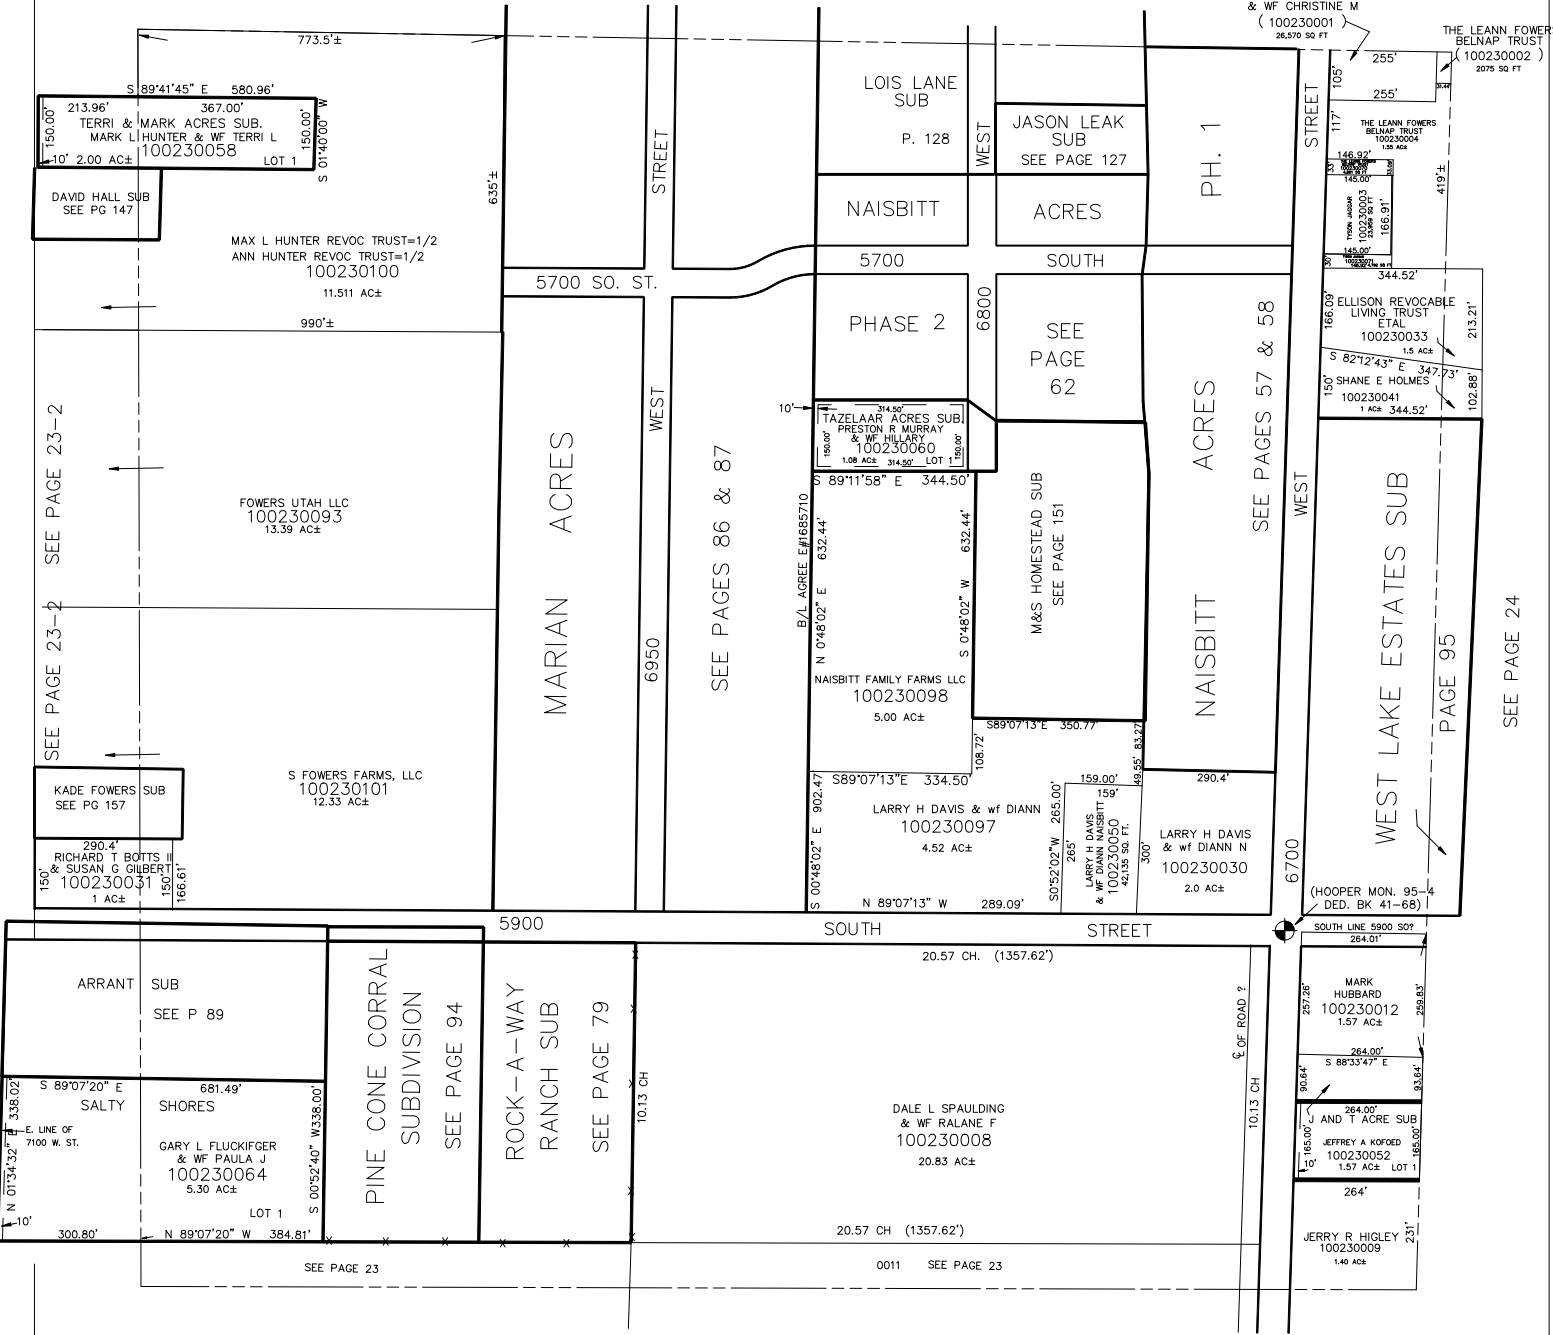 & WF CHRISTINE M
( 100230001 )
26,570 SQ FT
THE LEANN FOWERS
BELNAP TRUST
( 100230002 )
2075 SQ FT
773.5'±
S 89°41'45" E 580.96'
213.96' 367.00'
TERRI & MARK ACRES SUB.
MARK L HUNTER & WF TERRI L
100230058
10' 2.00 AC± LOT 1
150.00'
150.00'
S 01°40'00" W
DAVID HALL SUB
SEE PG 147
635'±
MAX L HUNTER REVOC TRUST=1/2
ANN HUNTER REVOC TRUST=1/2
100230100
11.511 AC±
990'±
STREET
5700 SO. ST.
LOIS LANE
SUB
P. 128
WEST
JASON LEAK
SUB
SEE PAGE 127
NAISBITT
ACRES
PH. 1
5700
SOUTH
PHASE 2
6800
SEE
PAGE
62
STREET
255'
105'
255'
31.44'
117'
THE LEANN FOWERS
BELNAP TRUST
100230004
1.55 AC±
419'±
146.92'
33'
145.00'
TYSON JAGGAR
100230003
23,959 SQ FT
166.91'
145.00'
30'
100230071
344.52'
166.09'
ELLISON REVOCABLE
LIVING TRUST
ETAL
100230033
1.5 AC±
213.21'
S 82°12'43" E 347.73'
150'
SHANE E HOLMES
100230041
1 AC± 344.52'
102.88'
SEE PAGE 23-2
FOWERS UTAH LLC
100230093
13.39 AC±
MARIAN ACRES
WEST
6950
SEE PAGES 86 & 87
10'
314.50'
TAZELAAR ACRES SUB.
PRESTON R MURRAY
& WF HILLARY
100230060
1.08 AC± 314.50' LOT 1
150.00'
150.00'
S 89°11'58" E 344.50'
B/L AGREE E#1685710
N 0°48'02" E 632.44'
S 0°48'02" W 632.44'
NAISBITT FAMILY FARMS LLC
100230098
5.00 AC±
M&S HOMESTEAD SUB
SEE PAGE 151
NAISBITT ACRES
SEE PAGES 57 & 58
WEST
WEST LAKE ESTATES SUB
PAGE 95
SEE PAGE 24
SEE PAGE 23-2
S89°07'13"E 350.77'
108.72'
83.27'
49.55'
S89°07'13"E 334.50'
S 00°48'02" E 902.47
LARRY H DAVIS & wf DIANN
100230097
4.52 AC±
N 89°07'13" W 289.09'
S0°52'02"W 265.00'
159.00'
159'
265'
LARRY H DAVIS
& WF DIANN NAISBITT
100230050
42,135 SQ. FT.
300'
290.4'
LARRY H DAVIS
& wf DIANN N
100230030
2.0 AC±
6700
(HOOPER MON. 95-4
DED. BK 41-68)
S FOWERS FARMS, LLC
100230101
12.33 AC±
KADE FOWERS SUB
SEE PG 157
290.4'
RICHARD T BOTTS II
& SUSAN G GILBERT
100230031
1 AC±
150'
150'
166.61'
5900
SOUTH
STREET
SOUTH LINE 5900 SO?
264.01'
ARRANT SUB
SEE P 89
S 89°07'20" E 681.49'
SALTY SHORES
E. LINE OF
7100 W. ST.
N 01°34'32" E 338.02'
GARY L FLUCKIFGER
& WF PAULA J
100230064
5.30 AC±
LOT 1
S 00°52'40" W338.00'
10'
300.80' N 89°07'20" W 384.81'
PINE CONE CORRAL
SUBDIVISION
SEE PAGE 94
ROCK-A-WAY
RANCH SUB
SEE PAGE 79
10.13 CH
20.57 CH. (1357.62')
DALE L SPAULDING
& WF RALANE F
100230008
20.83 AC±
20.57 CH (1357.62')
℄ OF ROAD ?
10.13 CH
257.26'
MARK
HUBBARD
100230012
1.57 AC±
259.83'
264.00'
S 88°33'47" E
90.64'
93.64'
264.00'
J AND T ACRE SUB
165.00'
JEFFREY A KOFOED
100230052
1.57 AC± LOT 1
10'
165.00'
264'
JERRY R HIGLEY
100230009
1.40 AC±
231'
SEE PAGE 23
0011 SEE PAGE 23